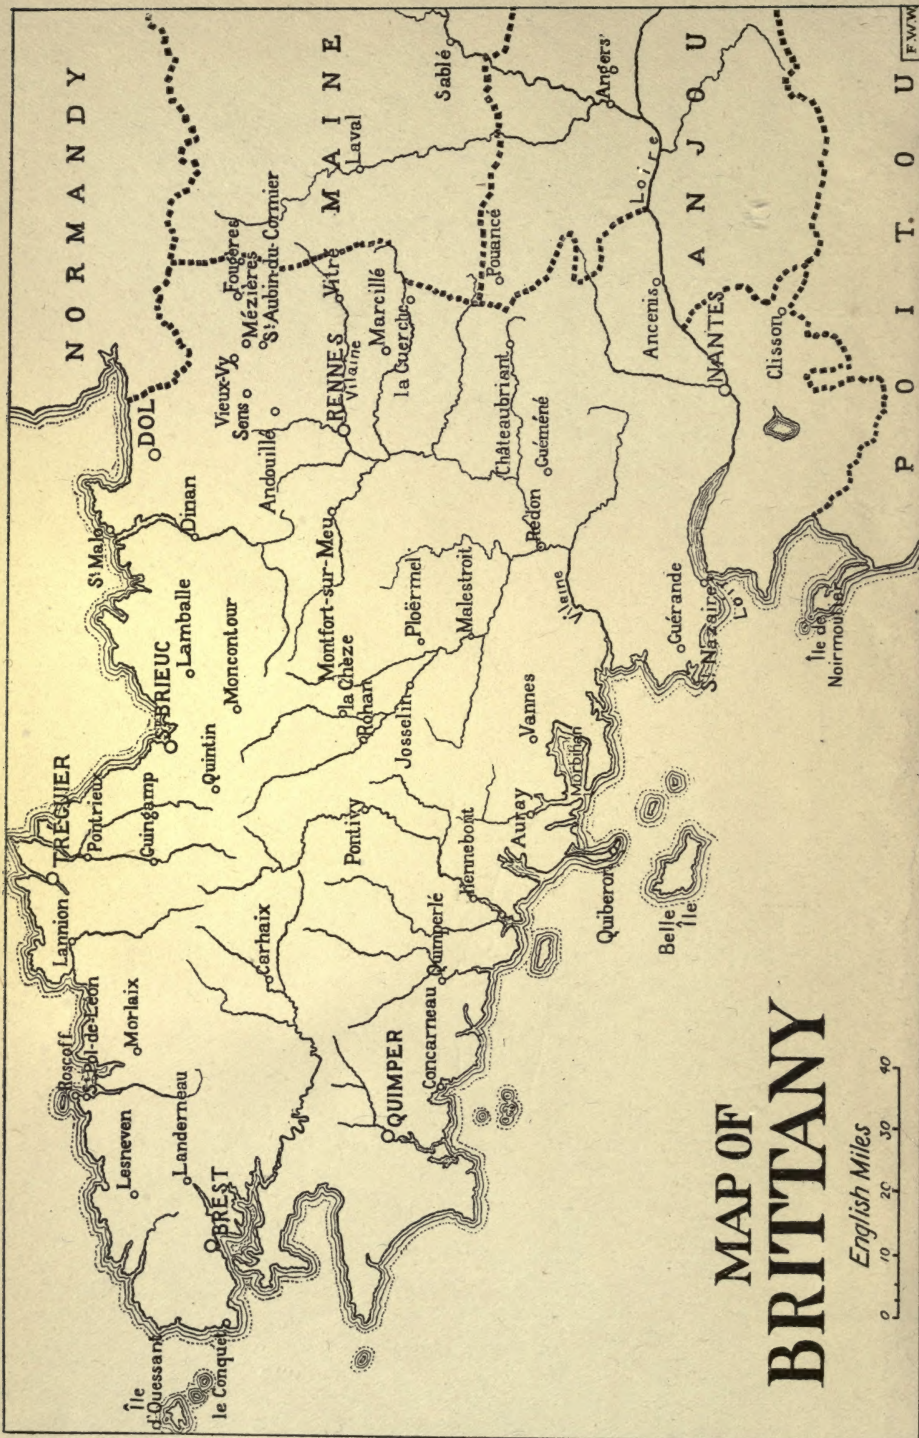 MAP OF
BRITTANY
English Miles
0 10 20 30 40
NORMANDY
MAINE
ANJOU
POITOU
F.W.W.
Île
d'Ouessant
le Conquet
BREST
Lesneven
Landerneau
Roscoff
St Pol-de-Léon
Morlaix
Lannion
TRÉGUIER
Pontrieux
Guingamp
Quintin
St BRIEUC
Lamballe
Moncontour
St Malo
Dinan
DOL
Vieux-Vy
Sens
Andouillé
Fougères
Mézières
St Aubin-du-Cormier
Vitré
RENNES
Vilaine
Marcillé
la Guerche
Laval
Sablé
Angers
Pouancé
Loire
Ancenis
NANTES
Clisson
Châteaubriant
Guéméné
Redon
Montfort-sur-Meu
Ploërmel
Malestroit
la Chèze
Rohan
Josselin
Pontivy
Carhaix
QUIMPER
Concarneau
Quimperlé
Hennebont
Auray
Vannes
Morbihan
Quiberon
Belle
Île
Vilaine
Guérande
St Nazaire
Île de
Noirmoutier